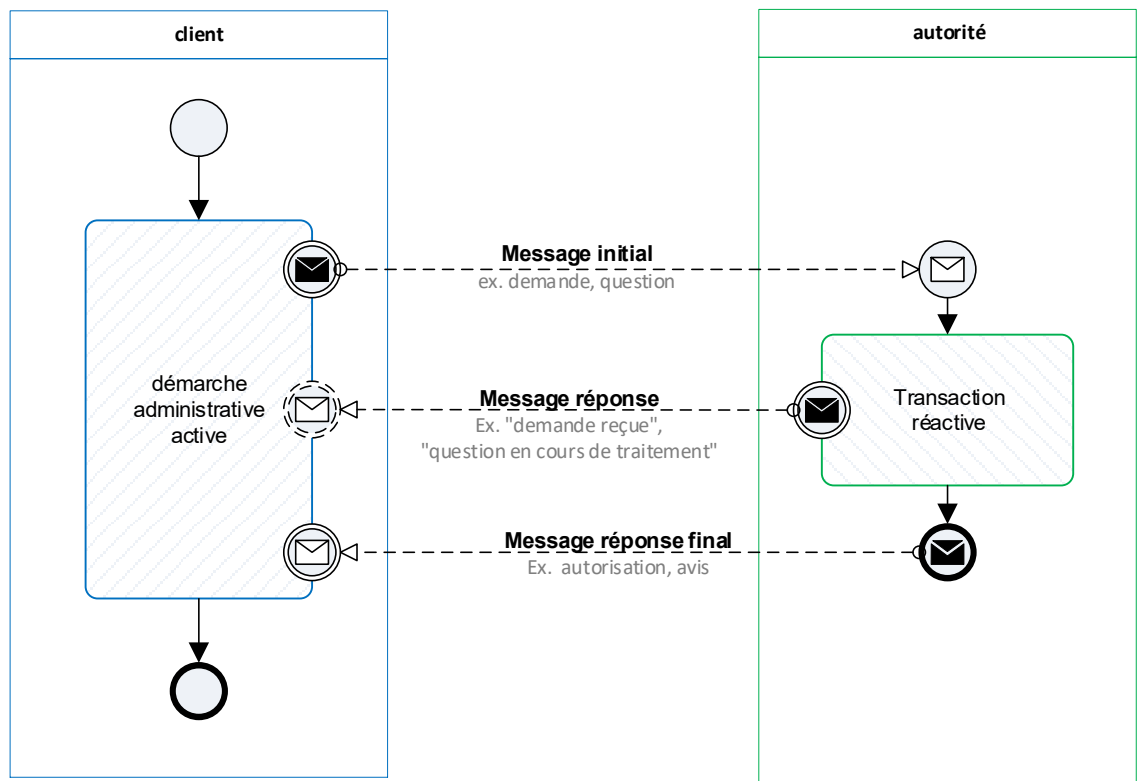 client
autorité
Message initial
ex. demande, question
démarche
administrative
active
Message réponse
Ex. "demande reçue",
"question en cours de traitement"
Transaction
réactive
Message réponse final
Ex.  autorisation, avis